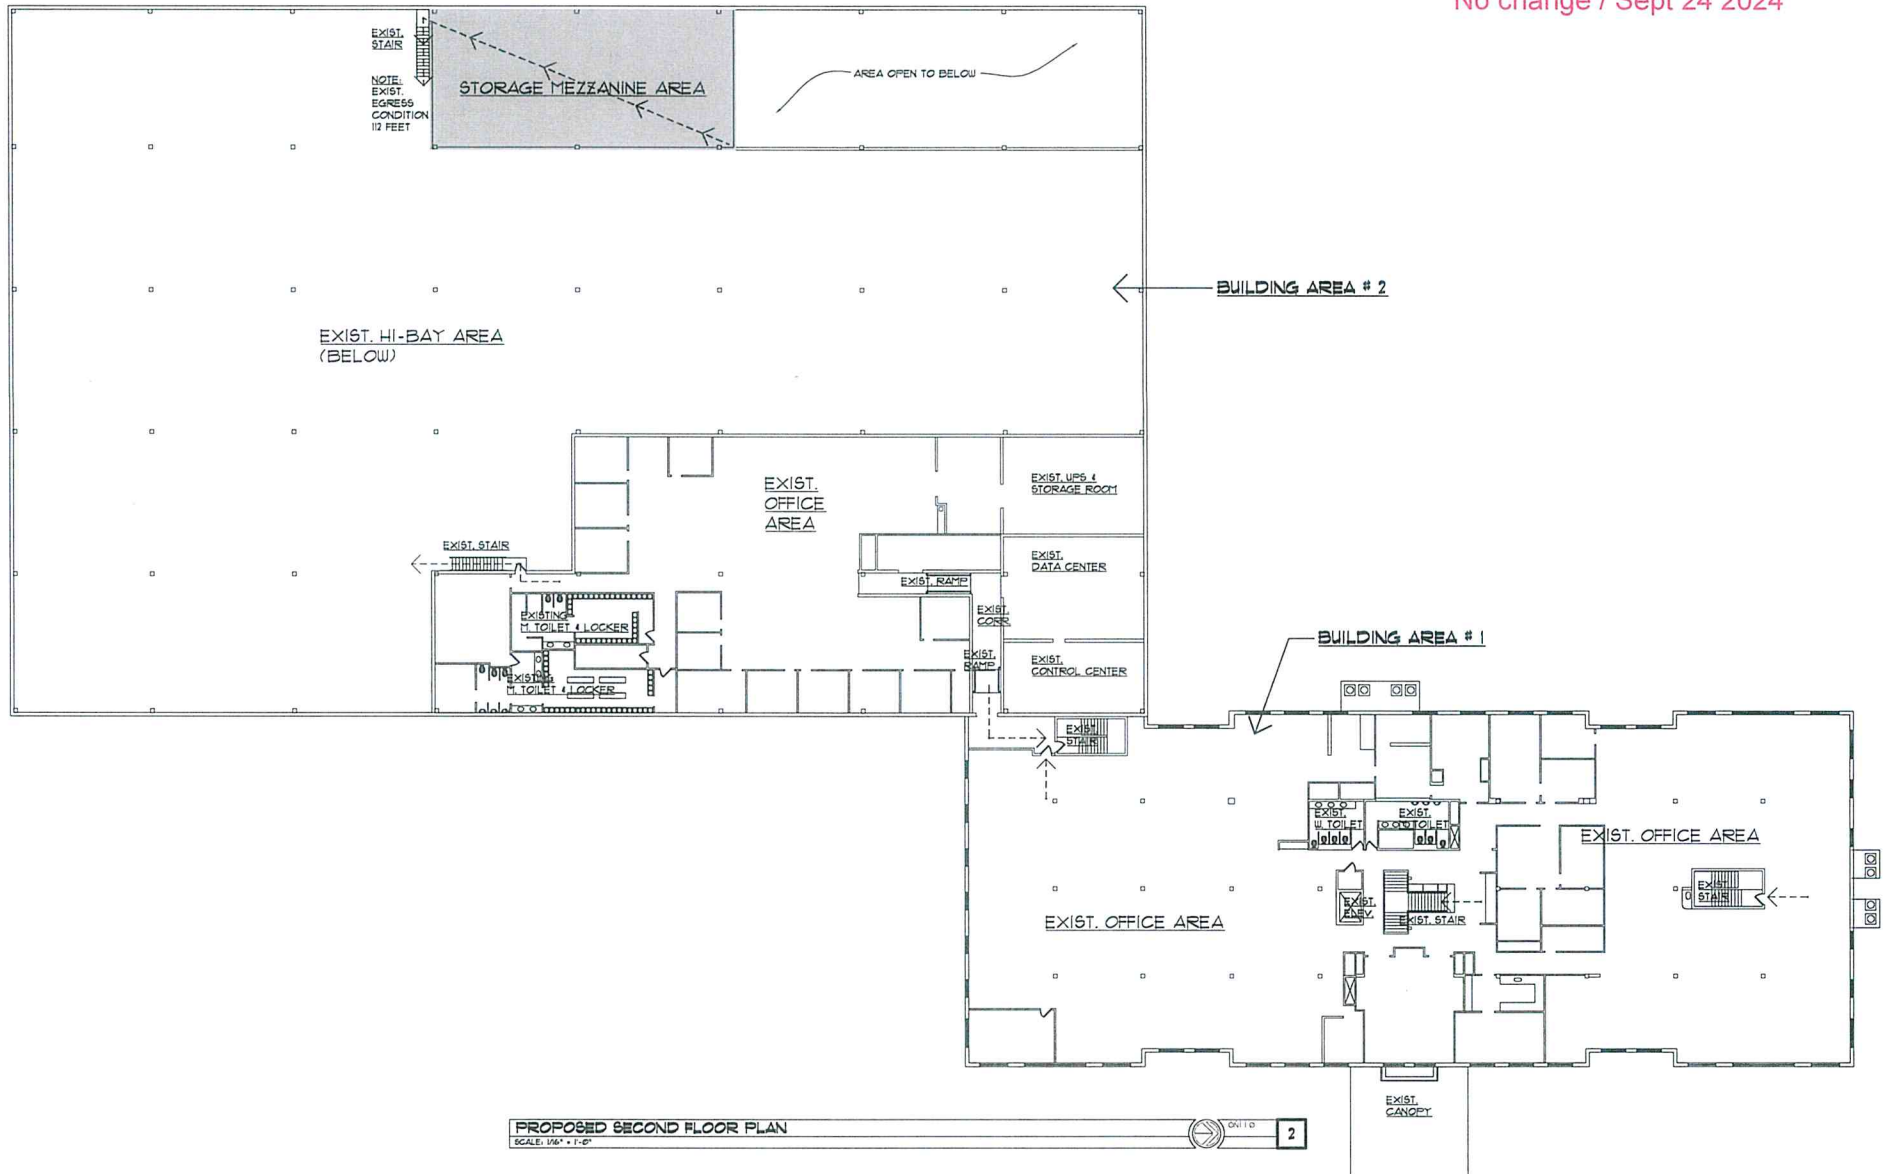 No change / Sept 24 2024
EXIST.
STAIR
NOTE:
EXIST.
EGRESS
CONDITION
112 FEET
STORAGE MEZZANINE AREA
AREA OPEN TO BELOW
BUILDING AREA # 2
EXIST. HI-BAY AREA
(BELOW)
EXIST.
OFFICE
AREA
EXIST. UPS &
STORAGE ROOM
EXIST. STAIR
EXIST.
DATA CENTER
EXIST. RAMP
EXISTING
M. TOILET & LOCKER
EXIST.
CORR.
EXIST.
RAMP
EXIST.
CONTROL CENTER
EXISTING
M. TOILET & LOCKER
BUILDING AREA # 1
EXIST.
STAIR
EXIST.
W. TOILET
EXIST.
TOILET
EXIST. OFFICE AREA
EXIST.
STAIR
EXIST.
ELEV.
EXIST. STAIR
EXIST. OFFICE AREA
EXIST.
CANOPY
PROPOSED SECOND FLOOR PLAN
SCALE: 1/16" = 1'-0"
2